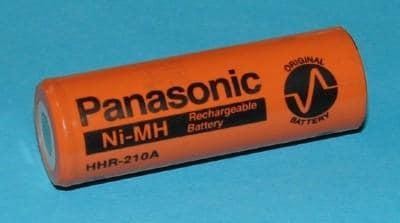 Panasonic
Ni-MH
Rechargeable
Battery
HHR-210A
ORIGINAL
BATTERY